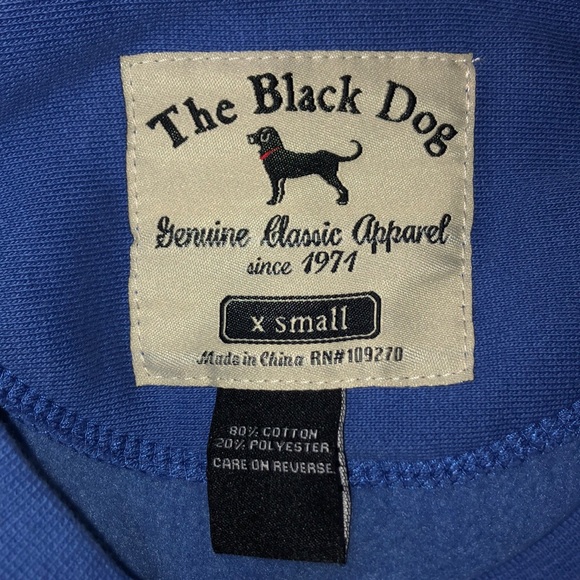 The Black Dog
Genuine Classic Apparel
since 1971
x small
Made in China RN#109270
80% COTTON
20% POLYESTER
CARE ON REVERSE